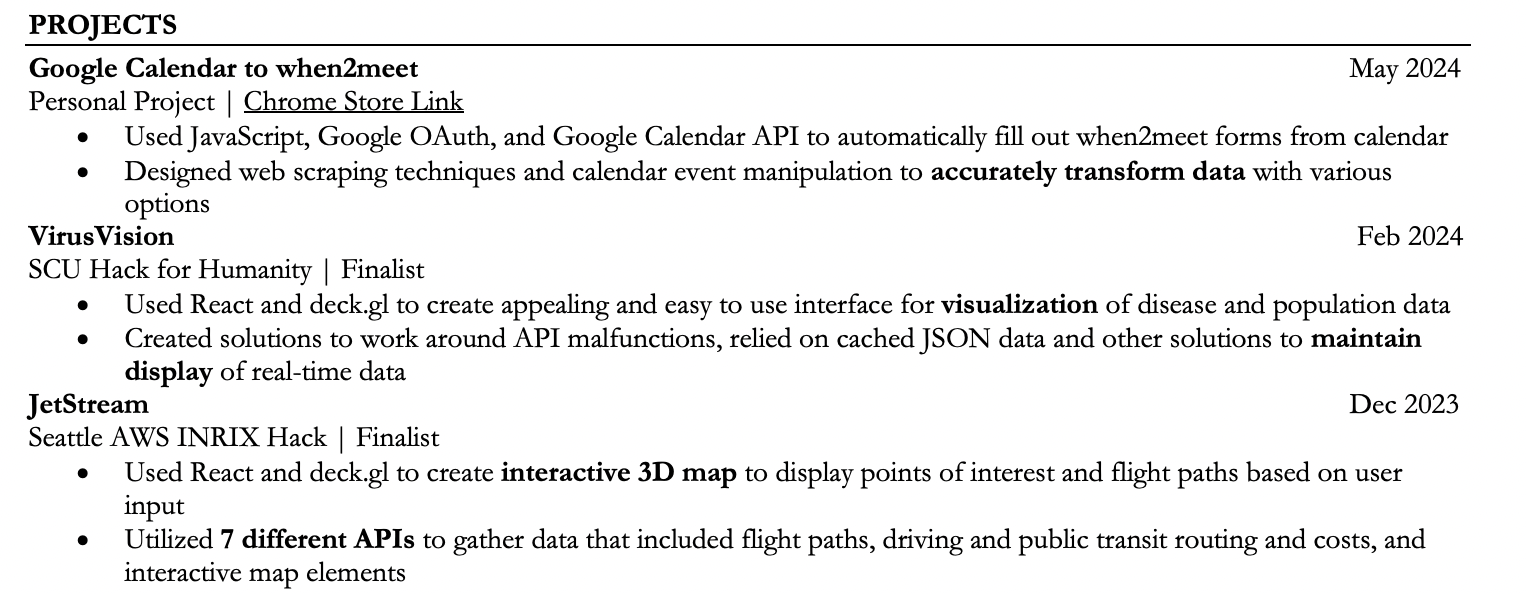 PROJECTS
Google Calendar to when2meet May 2024
Personal Project | Chrome Store Link
• Used JavaScript, Google OAuth, and Google Calendar API to automatically fill out when2meet forms from calendar
• Designed web scraping techniques and calendar event manipulation to accurately transform data with various
options
VirusVision Feb 2024
SCU Hack for Humanity | Finalist
• Used React and deck.gl to create appealing and easy to use interface for visualization of disease and population data
• Created solutions to work around API malfunctions, relied on cached JSON data and other solutions to maintain
display of real-time data
JetStream Dec 2023
Seattle AWS INRIX Hack | Finalist
• Used React and deck.gl to create interactive 3D map to display points of interest and flight paths based on user
input
• Utilized 7 different APIs to gather data that included flight paths, driving and public transit routing and costs, and
interactive map elements